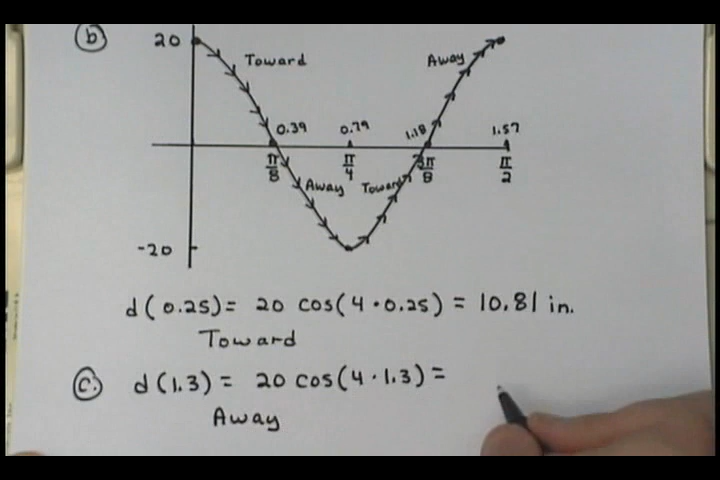 b
20 Toward Away
0.39 0.79 1.18 1.57
π/8 π/4 3π/8 π/2
Away Toward
-20
d(0.25) = 20 cos(4 · 0.25) = 10.81 in.
Toward
c. d(1.3) = 20 cos(4 · 1.3) =
Away